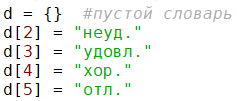 d = {}  #пустой словарь
d[2] = "неуд."
d[3] = "удовл."
d[4] = "хор."
d[5] = "отл."